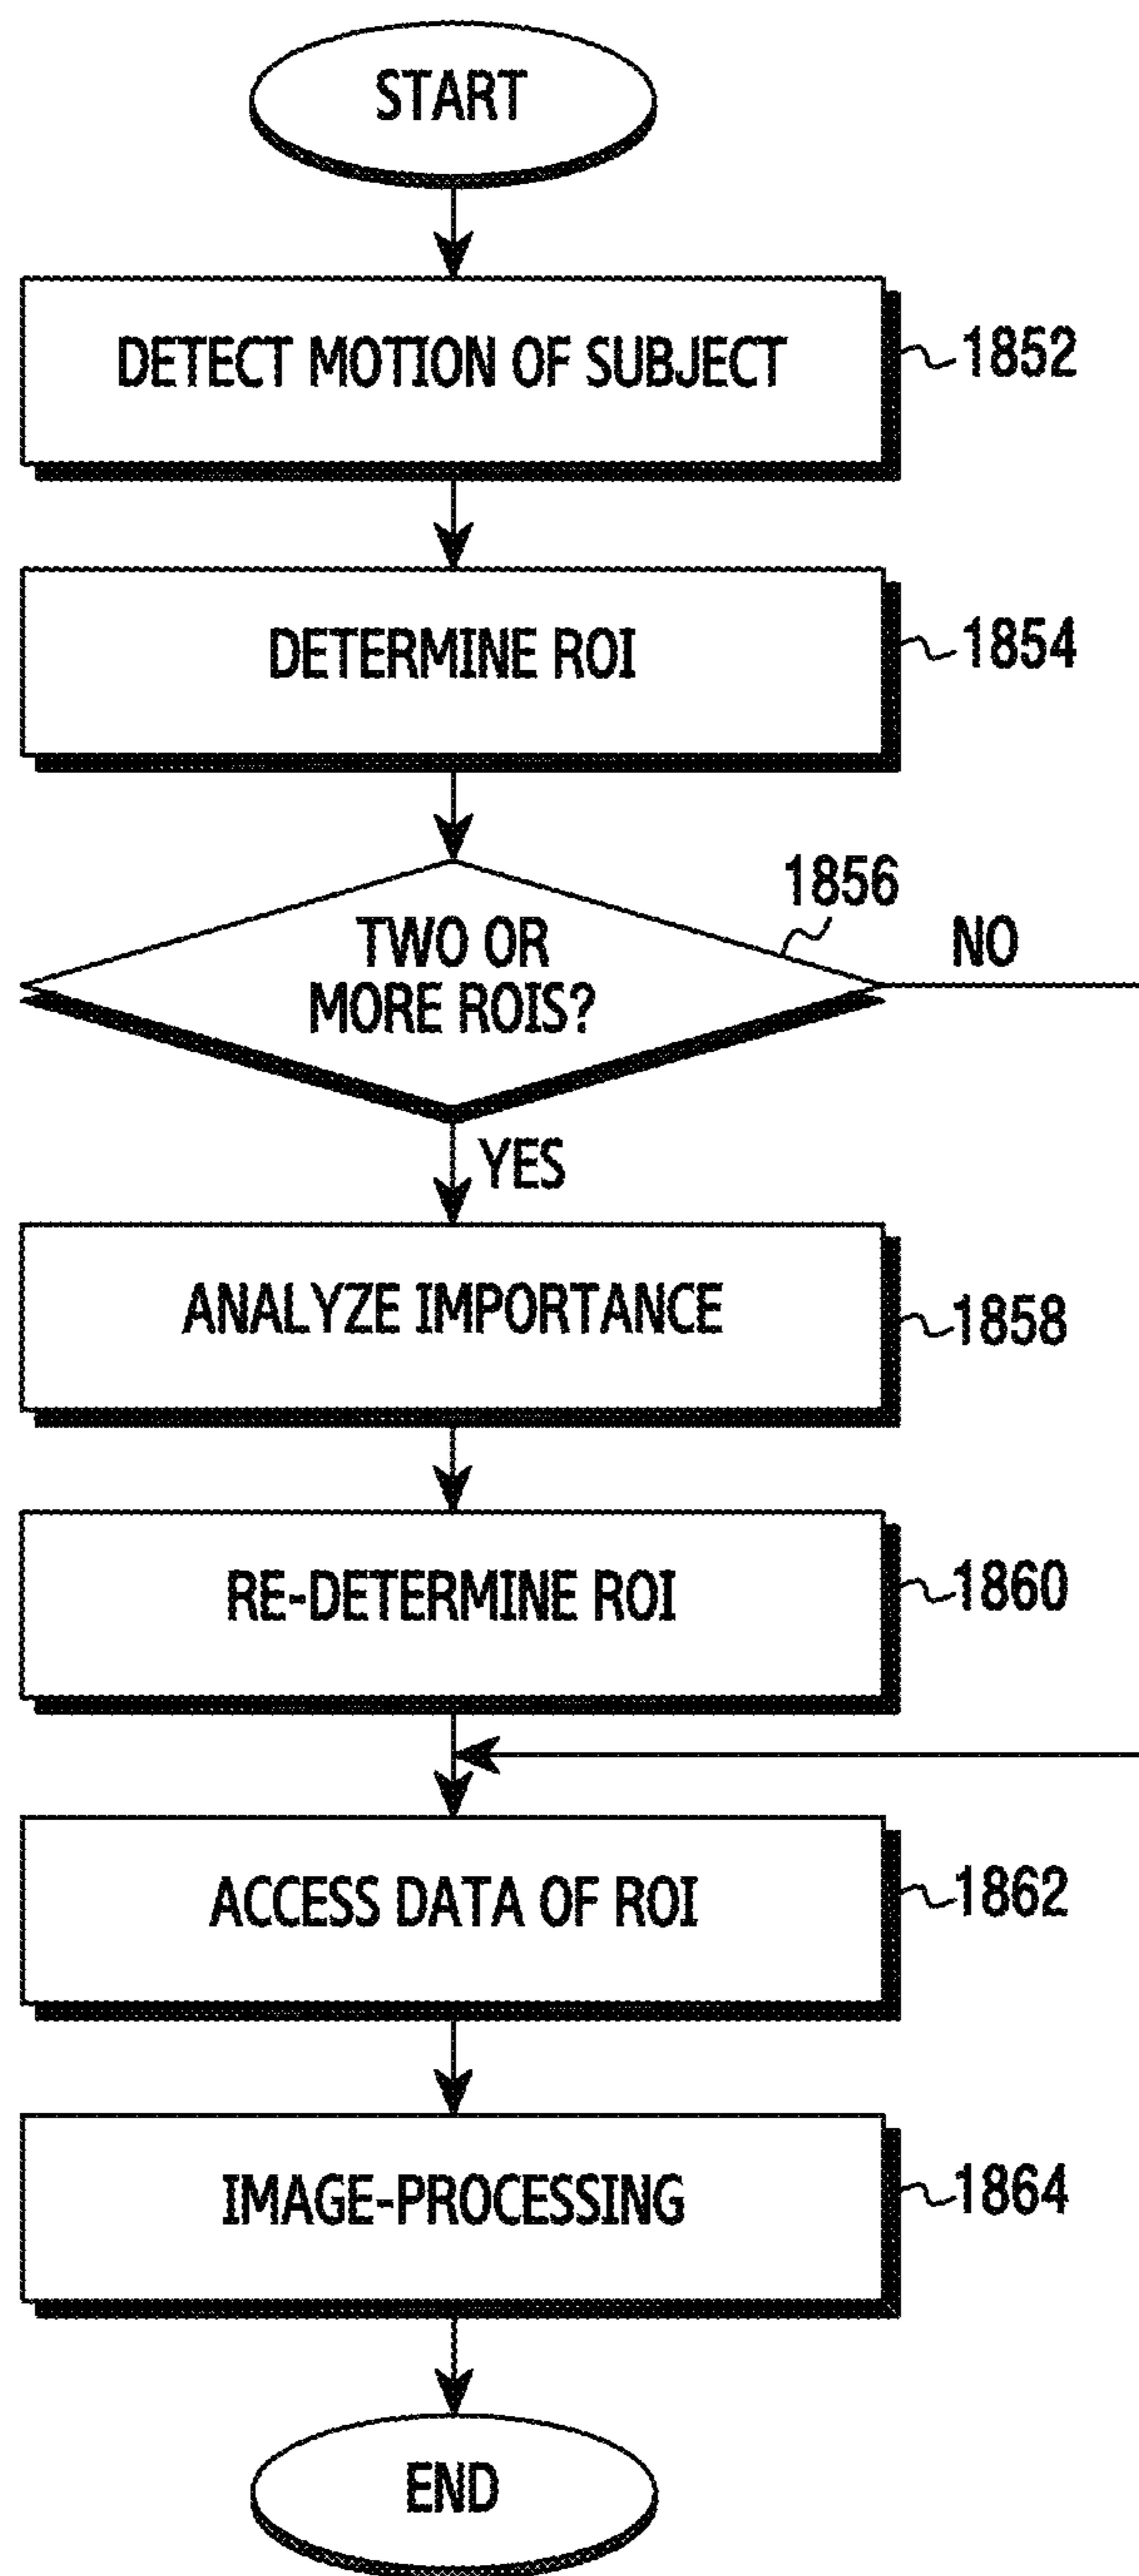 START
DETECT MOTION OF SUBJECT
1852
DETERMINE ROI
1854
1856
TWO OR
MORE ROIS?
NO
YES
ANALYZE IMPORTANCE
1858
RE-DETERMINE ROI
1860
ACCESS DATA OF ROI
1862
IMAGE-PROCESSING
1864
END